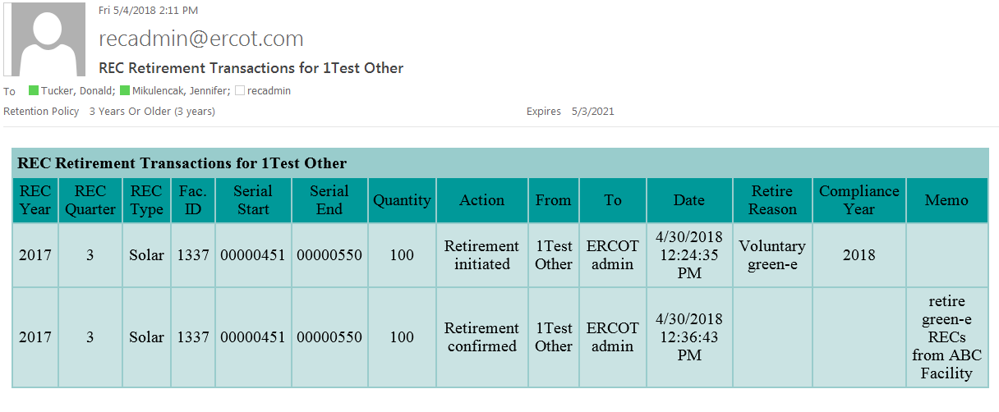 Fri 5/4/2018 2:11 PM
recadmin@ercot.com
REC Retirement Transactions for 1Test Other
To Tucker, Donald; Mikulencak, Jennifer; recadmin
Retention Policy 3 Years Or Older (3 years) Expires 5/3/2021
REC Retirement Transactions for 1Test Other
REC Year REC Quarter REC Type Fac. ID Serial Start Serial End Quantity Action From To Date Retire Reason Compliance Year Memo
2017 3 Solar 1337 00000451 00000550 100 Retirement initiated 1Test Other ERCOT admin 4/30/2018 12:24:35 PM Voluntary green-e 2018
2017 3 Solar 1337 00000451 00000550 100 Retirement confirmed 1Test Other ERCOT admin 4/30/2018 12:36:43 PM retire green-e RECs from ABC Facility